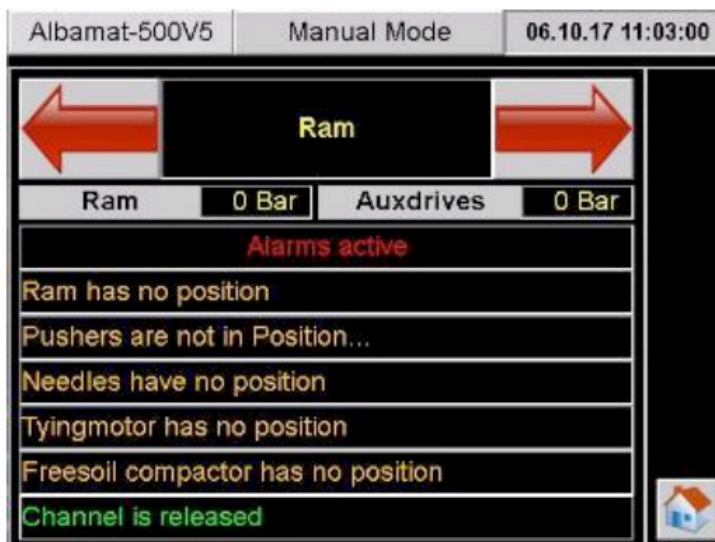 Albamat-500V5 Manual Mode 06.10.17 11:03:00
Ram
Ram 0 Bar Auxdrives 0 Bar
Alarms active
Ram has no position
Pushers are not in Position...
Needles have no position
Tyingmotor has no position
Freesoil compactor has no position
Channel is released